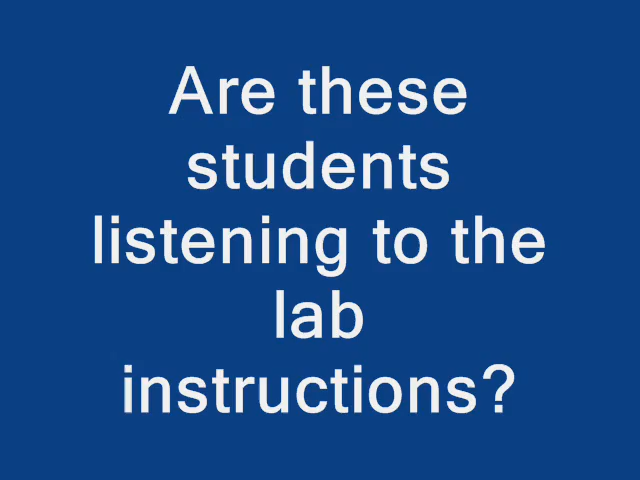 Are these
students
listening to the
lab
instructions?